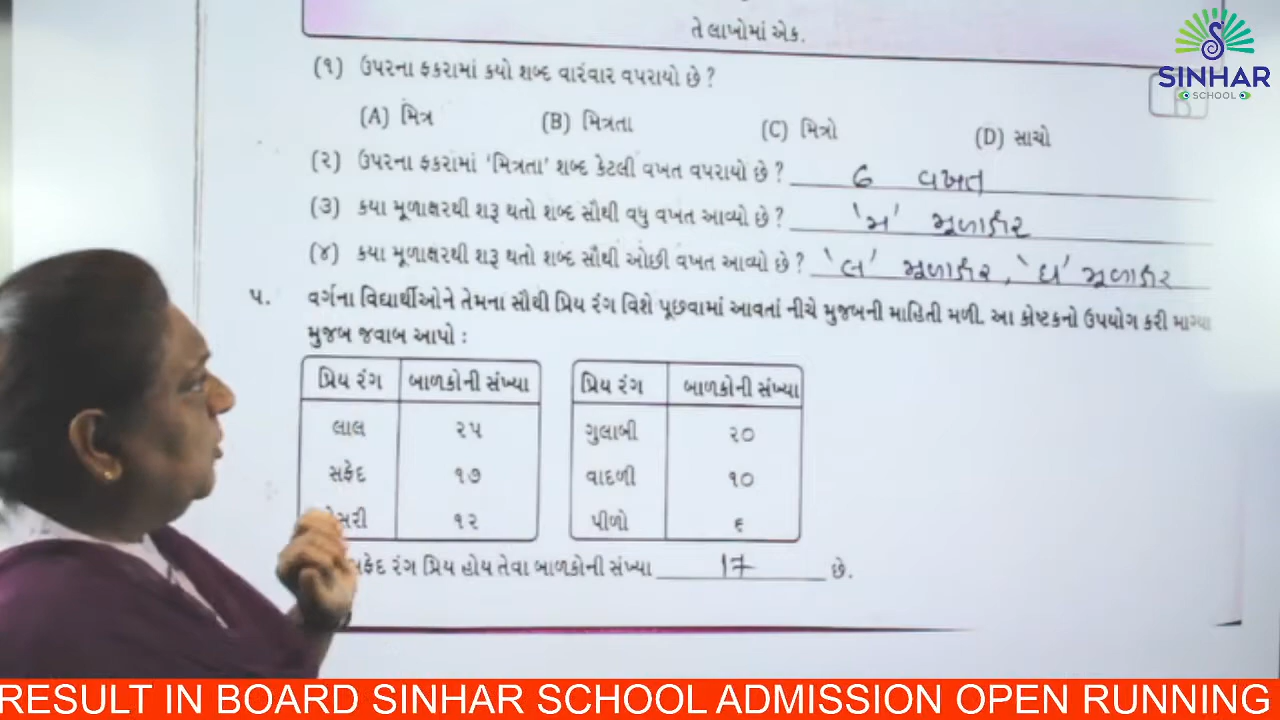 તે લાખોમાં એક.
SINHAR
SCHOOL
(૧) ઉપરના ફકરામાં કયો શબ્દ વારંવાર વપરાયો છે ?
B
(A) મિત્ર (B) મિત્રતા (C) મિત્રો (D) સાચો
(૨) ઉપરના ફકરામાં 'મિત્રતા' શબ્દ કેટલી વખત વપરાયો છે ? ૬ વખત
(૩) કયા મૂળાક્ષરથી શરૂ થતો શબ્દ સૌથી વધુ વખત આવ્યો છે ? 'મ' મૂળાક્ષર
(૪) કયા મૂળાક્ષરથી શરૂ થતો શબ્દ સૌથી ઓછી વખત આવ્યો છે ? 'લ' મૂળાક્ષર, 'ઘ' મૂળાક્ષર
૫. વર્ગના વિદ્યાર્થીઓને તેમના સૌથી પ્રિય રંગ વિશે પૂછવામાં આવતાં નીચે મુજબની માહિતી મળી. આ કોષ્ટકનો ઉપયોગ કરી માગ્યા
મુજબ જવાબ આપો :
પ્રિય રંગ બાળકોની સંખ્યા પ્રિય રંગ બાળકોની સંખ્યા
લાલ ૨૫ ગુલાબી ૨૦
સફેદ ૧૭ વાદળી ૧૦
૧૨ પીળો ૬
સફેદ રંગ પ્રિય હોય તેવા બાળકોની સંખ્યા 17 છે.
RESULT IN BOARD SINHAR SCHOOL ADMISSION OPEN RUNNING